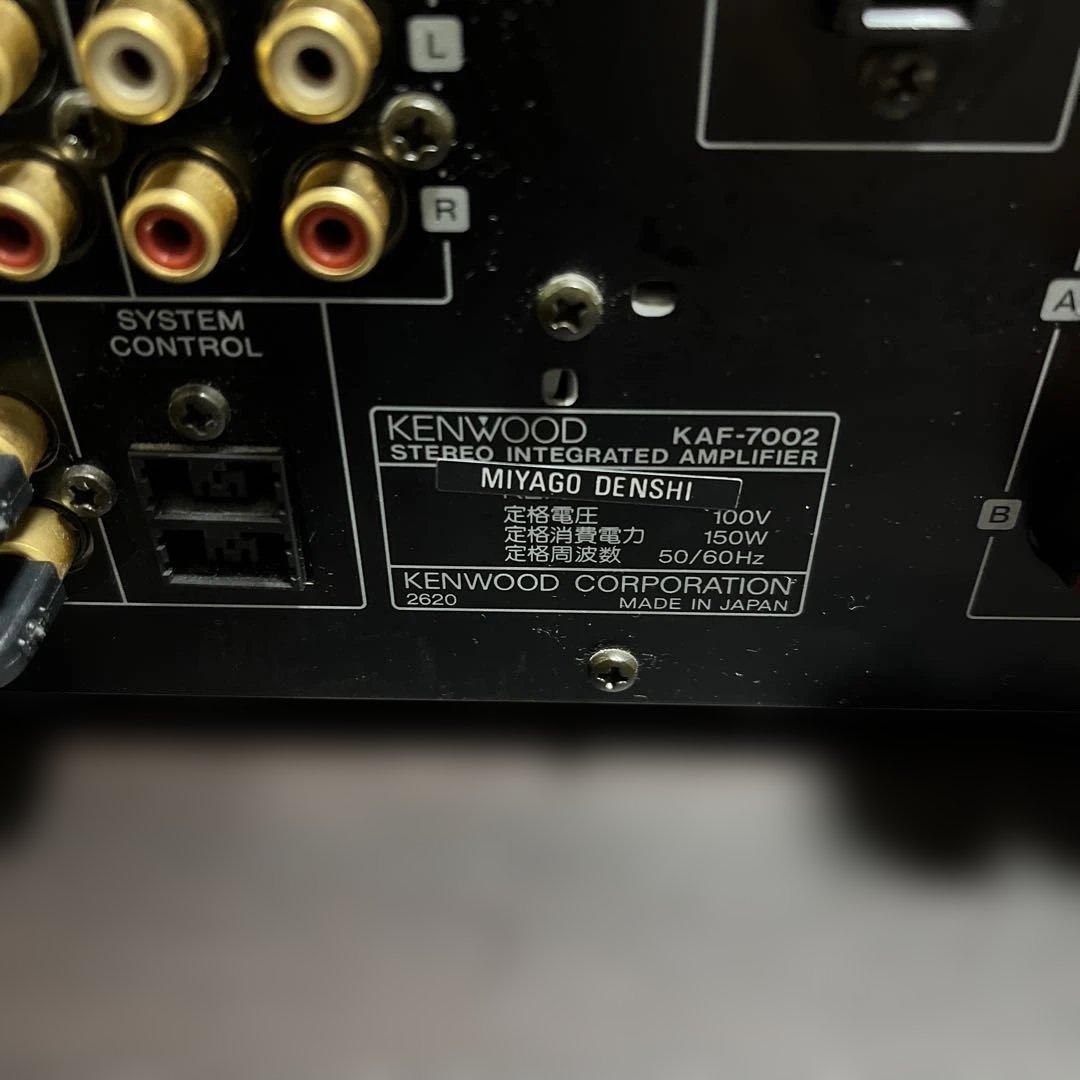 L
R
A
SYSTEM
CONTROL
KENWOOD KAF-7002
STEREO INTEGRATED AMPLIFIER
MIYAGO DENSHI
B
定格電圧 100V
定格消費電力 150W
定格周波数 50/60Hz
KENWOOD CORPORATION
2620 MADE IN JAPAN